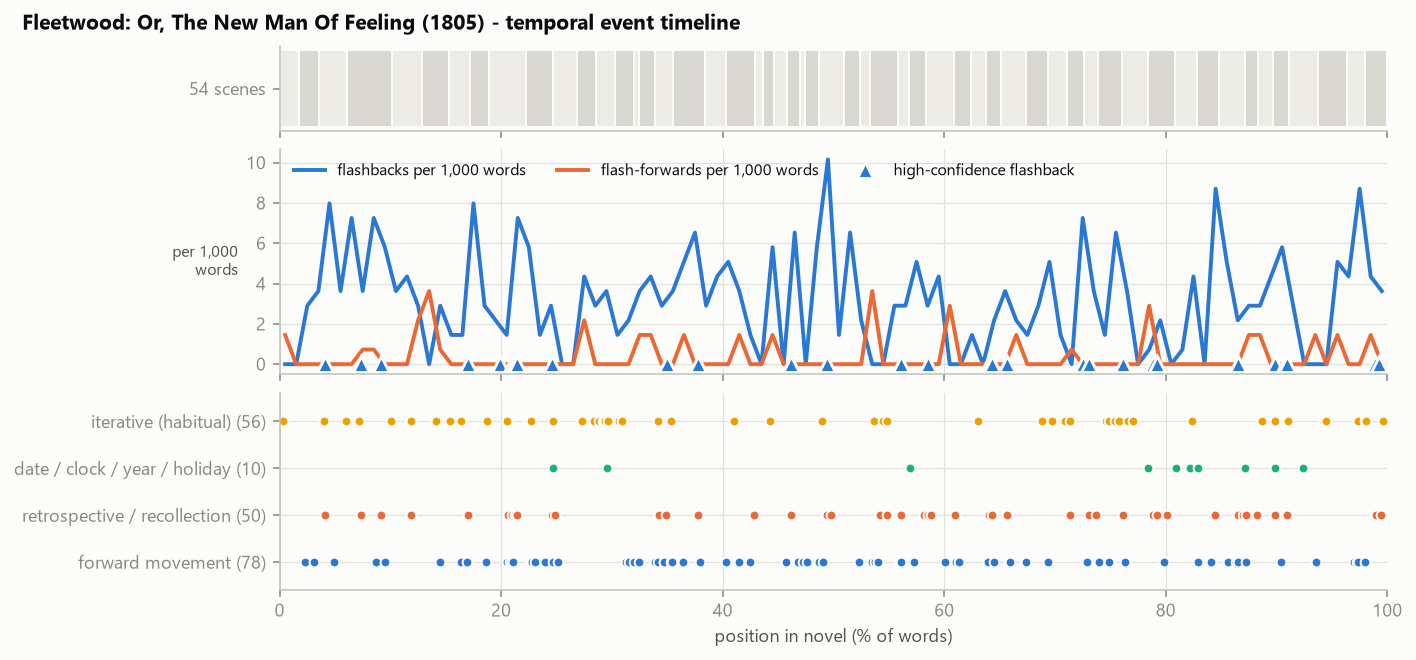 Fleetwood: Or, The New Man Of Feeling (1805) - temporal event timeline
54 scenes
flashbacks per 1,000 words
flash-forwards per 1,000 words
high-confidence flashback
10
8
6
4
2
0
per 1,000
words
iterative (habitual) (56)
date / clock / year / holiday (10)
retrospective / recollection (50)
forward movement (78)
0
20
40
60
80
100
position in novel (% of words)